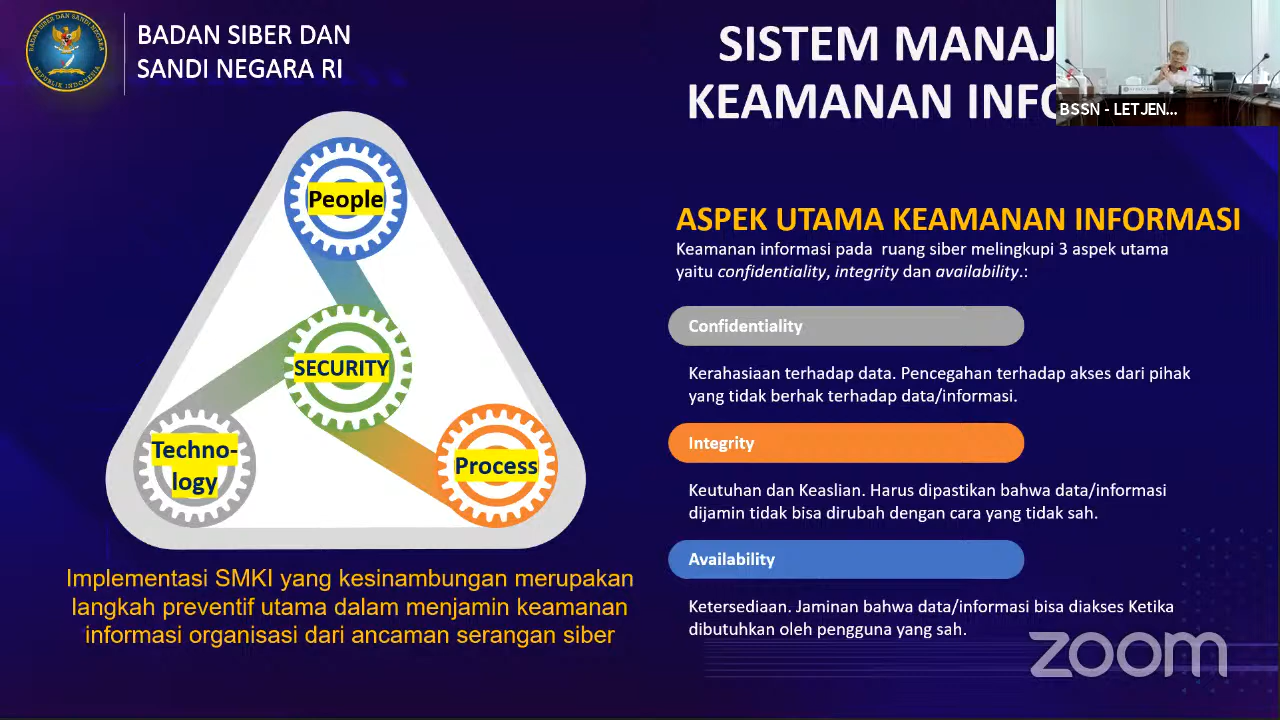 BADAN SIBER DAN
SANDI NEGARA RI
SISTEM MANAJ
KEAMANAN INFO
BSSN - LETJEN...
People
SECURITY
Techno-
logy
Process
Implementasi SMKI yang kesinambungan merupakan
langkah preventif utama dalam menjamin keamanan
informasi organisasi dari ancaman serangan siber
ASPEK UTAMA KEAMANAN INFORMASI
Keamanan informasi pada ruang siber melingkupi 3 aspek utama
yaitu confidentiality, integrity dan availability.:
Confidentiality
Kerahasiaan terhadap data. Pencegahan terhadap akses dari pihak
yang tidak berhak terhadap data/informasi.
Integrity
Keutuhan dan Keaslian. Harus dipastikan bahwa data/informasi
dijamin tidak bisa dirubah dengan cara yang tidak sah.
Availability
Ketersediaan. Jaminan bahwa data/informasi bisa diakses Ketika
dibutuhkan oleh pengguna yang sah.
zoom